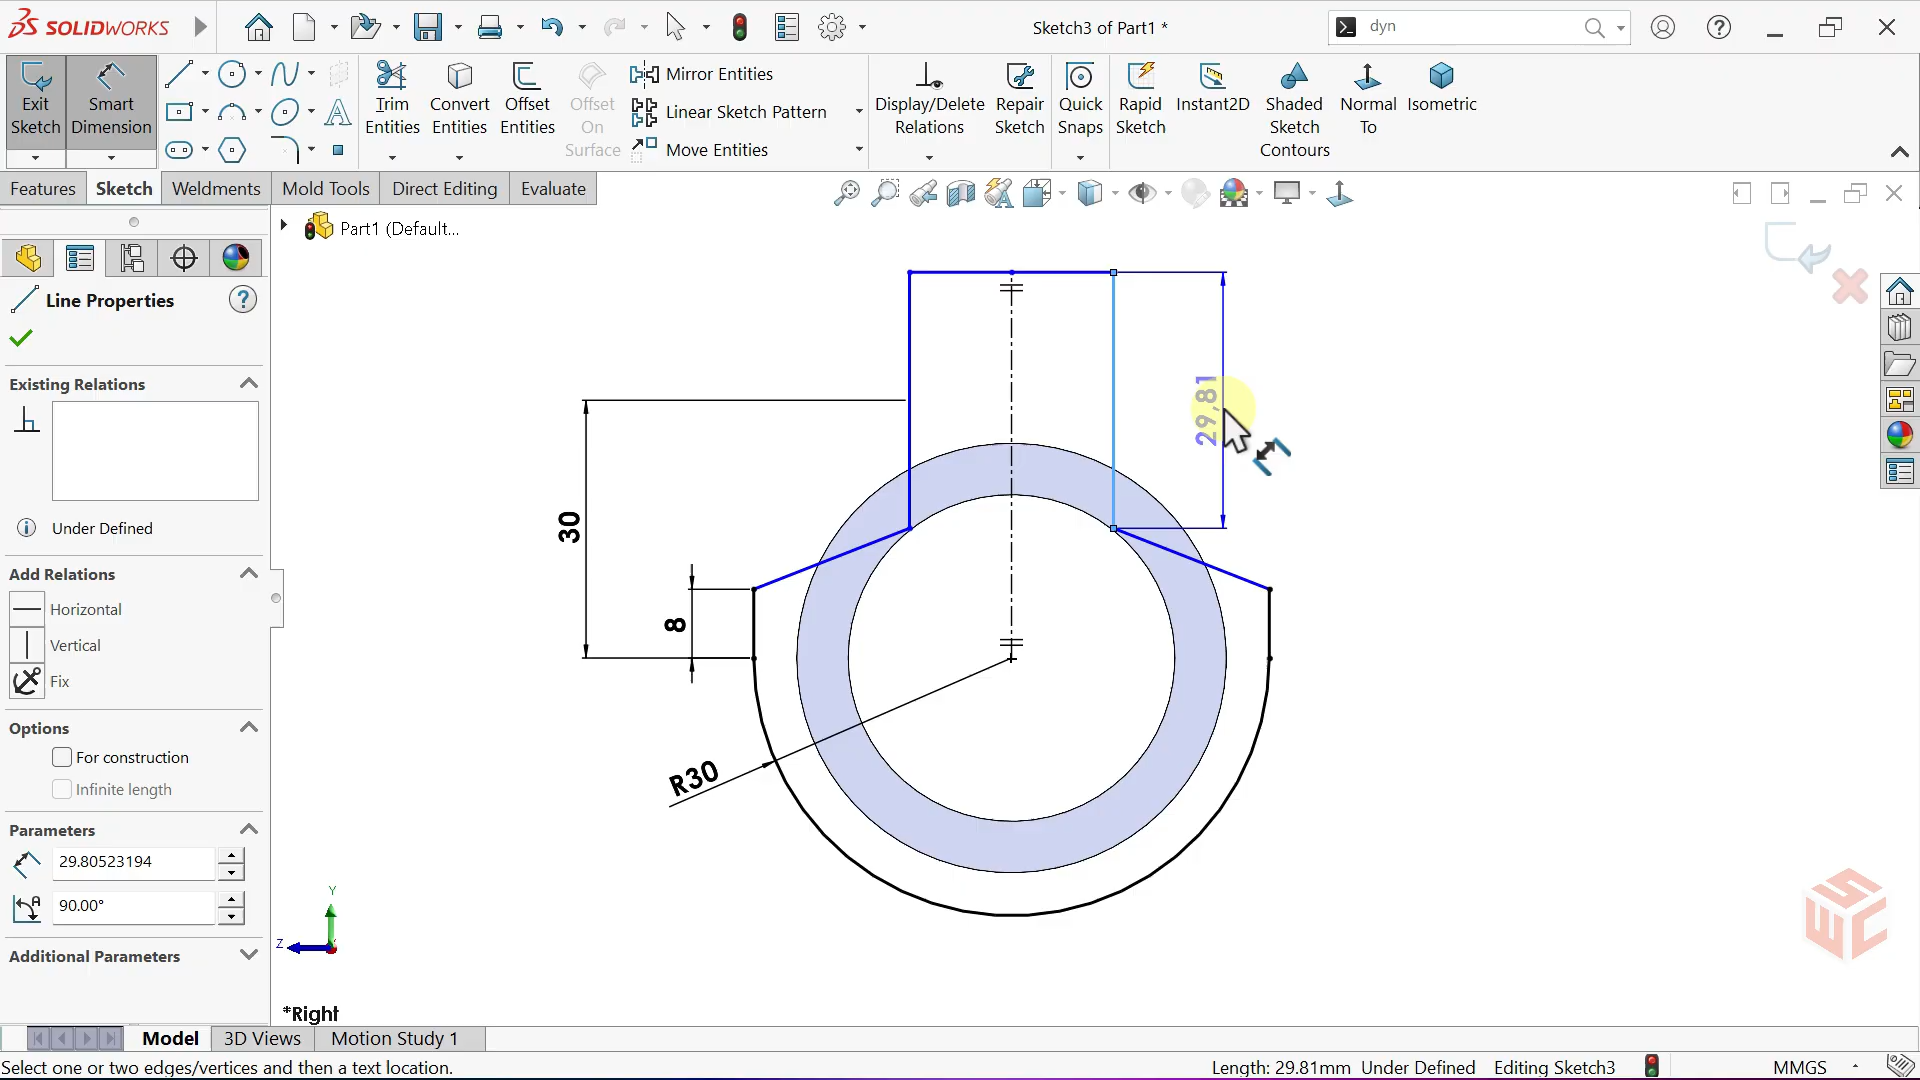 SOLIDWORKS
Sketch3 of Part1 *
dyn
Exit Sketch
Smart Dimension
Trim Entities
Convert Entities
Offset Entities
Offset On Surface
Mirror Entities
Linear Sketch Pattern
Move Entities
Display/Delete Relations
Repair Sketch
Quick Snaps
Rapid Sketch
Instant2D
Shaded Sketch Contours
Normal To
Isometric
Features
Sketch
Weldments
Mold Tools
Direct Editing
Evaluate
Part1 (Default...
Line Properties
Existing Relations
Under Defined
Add Relations
Horizontal
Vertical
Fix
Options
For construction
Infinite length
Parameters
29.80523194
90.00°
Additional Parameters
29,81
30
8
R30
Y
Z
*Right
SWC
Model
3D Views
Motion Study 1
Select one or two edges/vertices and then a text location.
Length: 29.81mm
Under Defined
Editing Sketch3
MMGS